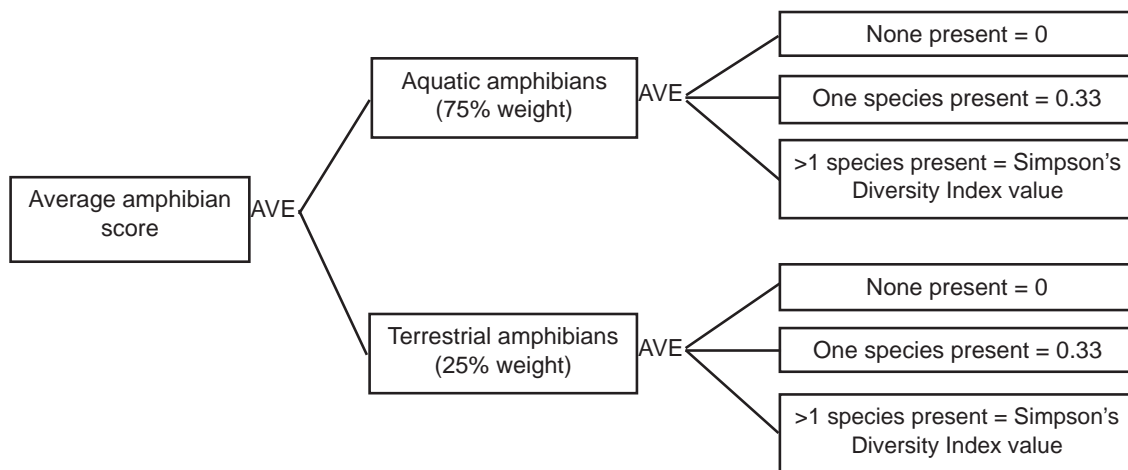 Average amphibian
score
AVE
Aquatic amphibians
(75% weight)
AVE
None present = 0
One species present = 0.33
>1 species present = Simpson’s
Diversity Index value
Terrestrial amphibians
(25% weight)
AVE
None present = 0
One species present = 0.33
>1 species present = Simpson’s
Diversity Index value